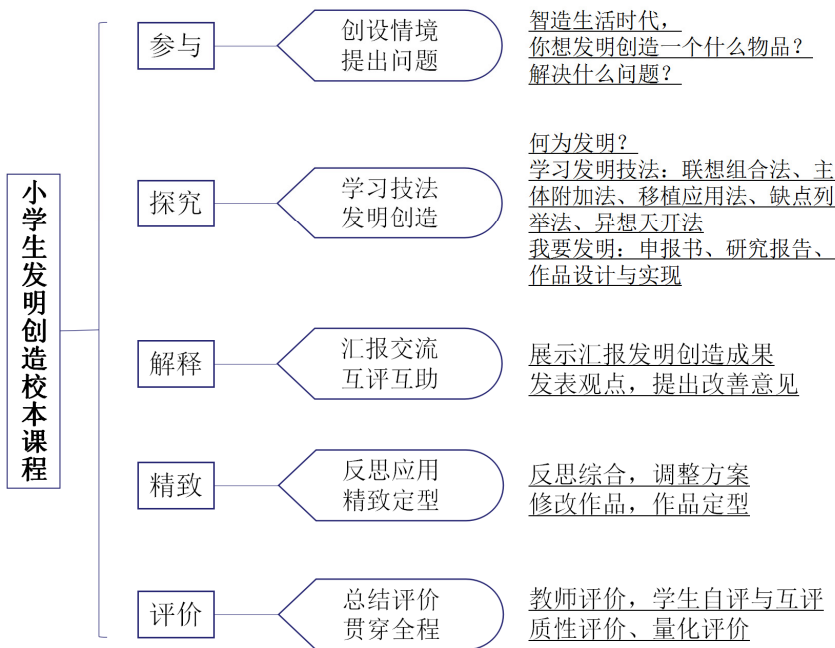 小学生发明创造校本课程
参与
创设情境
提出问题
智造生活时代，
你想发明创造一个什么物品？
解决什么问题？
探究
学习技法
发明创造
何为发明？
学习发明技法：联想组合法、主
体附加法、移植应用法、缺点列
举法、异想天开法
我要发明：申报书、研究报告、
作品设计与实现
解释
汇报交流
互评互助
展示汇报发明创造成果
发表观点，提出改善意见
精致
反思应用
精致定型
反思综合，调整方案
修改作品，作品定型
评价
总结评价
贯穿全程
教师评价，学生自评与互评
质性评价、量化评价